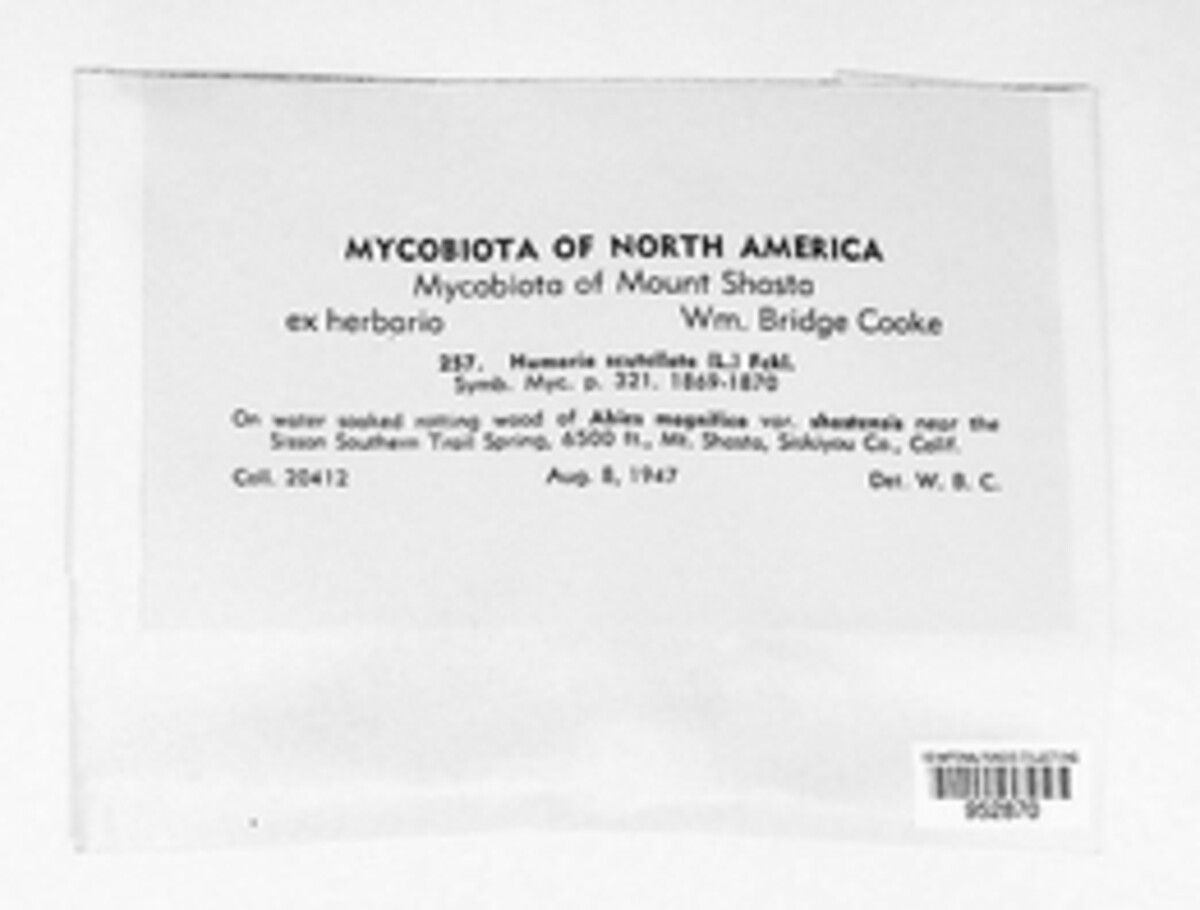 MYCOBIOTA OF NORTH AMERICA
Mycobiota of Mount Shasta
ex herbario Wm. Bridge Cooke
257. Humaria scutellata (L.) Fckl.
Symb. Myc. p. 321. 1869-1870
On water soaked rotting wood of Abies magnifica var. shastensis near the
Sisson Southern Trail Spring, 6500 ft., Mt. Shasta, Siskiyou Co., Calif.
Coll. 20412 Aug. 8, 1947 Det. W. B. C.
952870